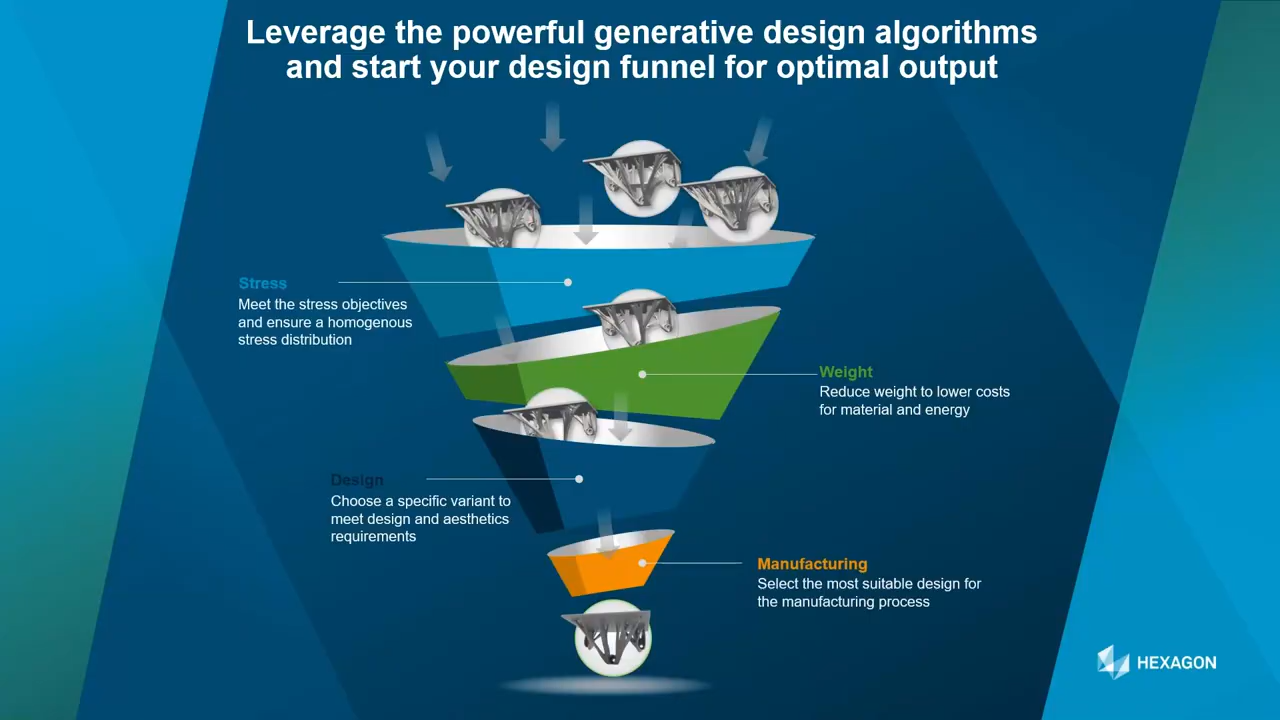 Leverage the powerful generative design algorithms
and start your design funnel for optimal output
Stress
Meet the stress objectives
and ensure a homogenous
stress distribution
Weight
Reduce weight to lower costs
for material and energy
Design
Choose a specific variant to
meet design and aesthetics
requirements
Manufacturing
Select the most suitable design for
the manufacturing process
HEXAGON